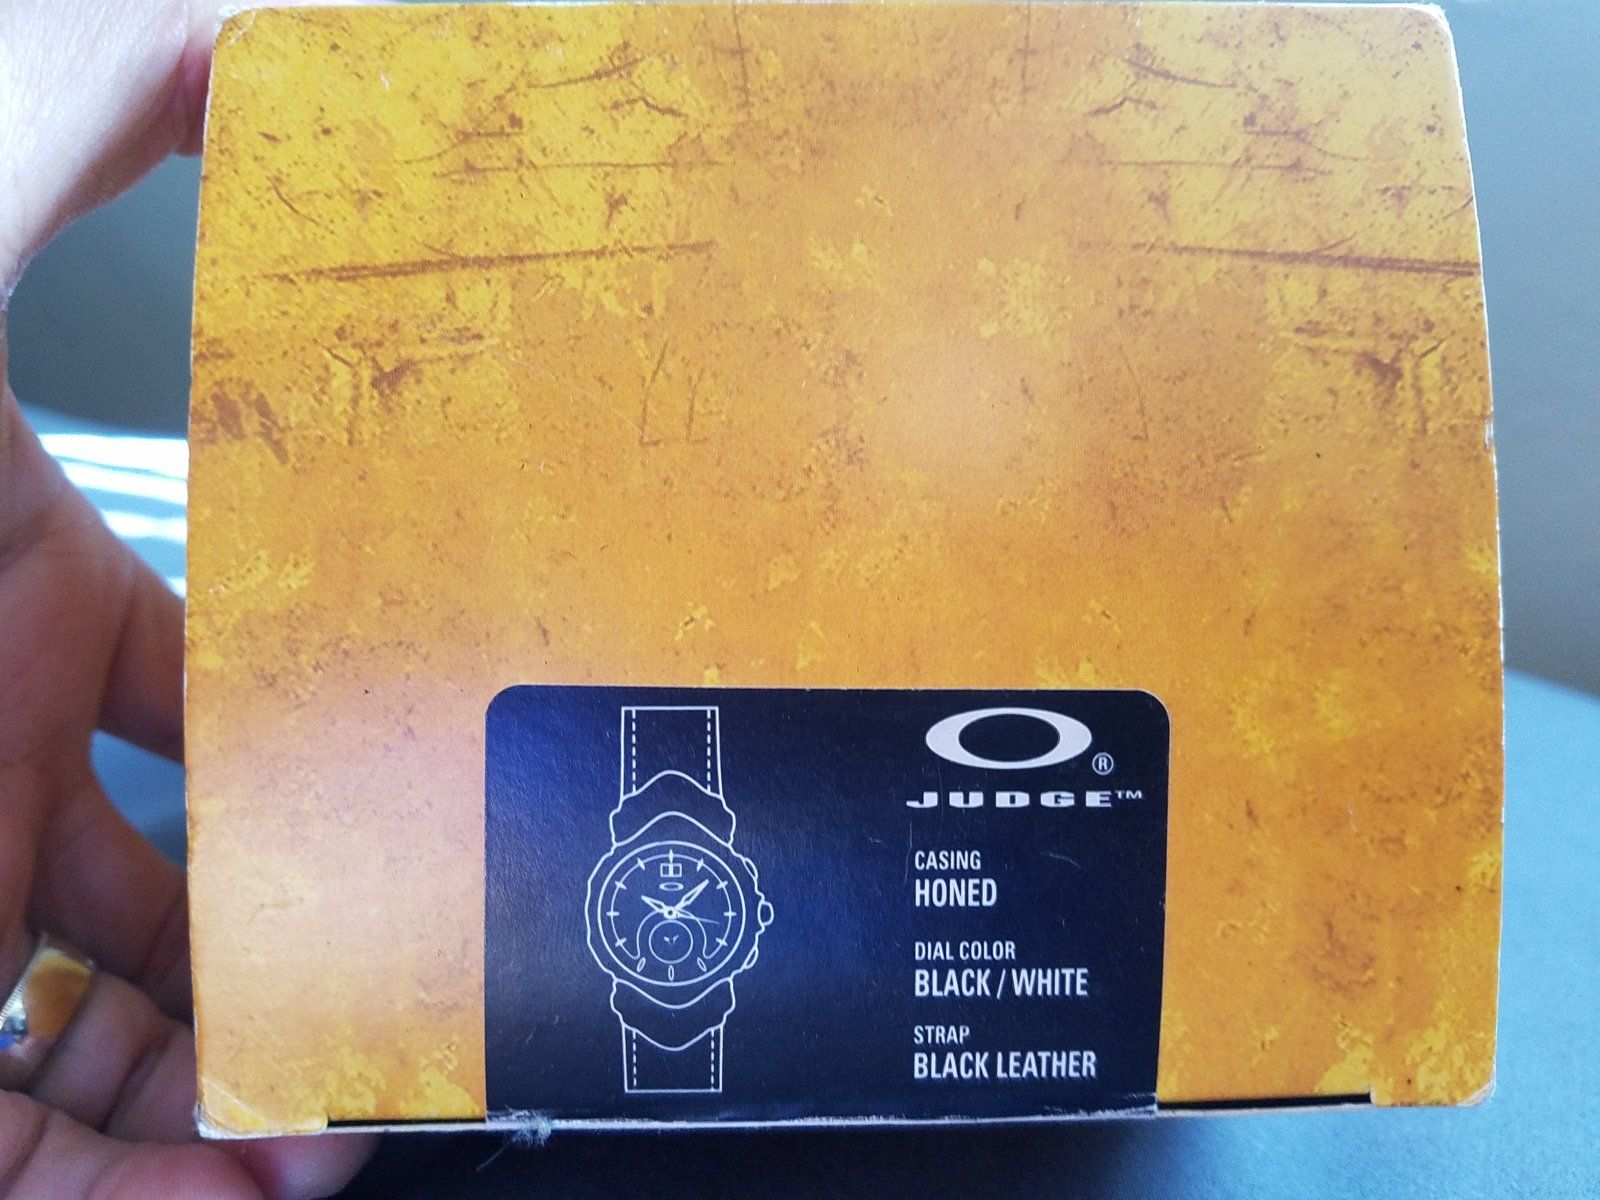 ®
JUDGE™
CASING
HONED
DIAL COLOR
BLACK / WHITE
STRAP
BLACK LEATHER